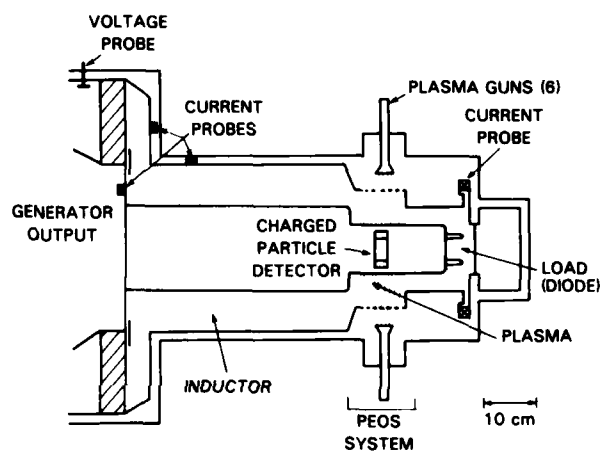 VOLTAGE
PROBE
PLASMA GUNS (6)
CURRENT
PROBES
CURRENT
PROBE
GENERATOR
OUTPUT
CHARGED
PARTICLE
DETECTOR
LOAD
(DIODE)
PLASMA
INDUCTOR
10 cm
PEOS
SYSTEM